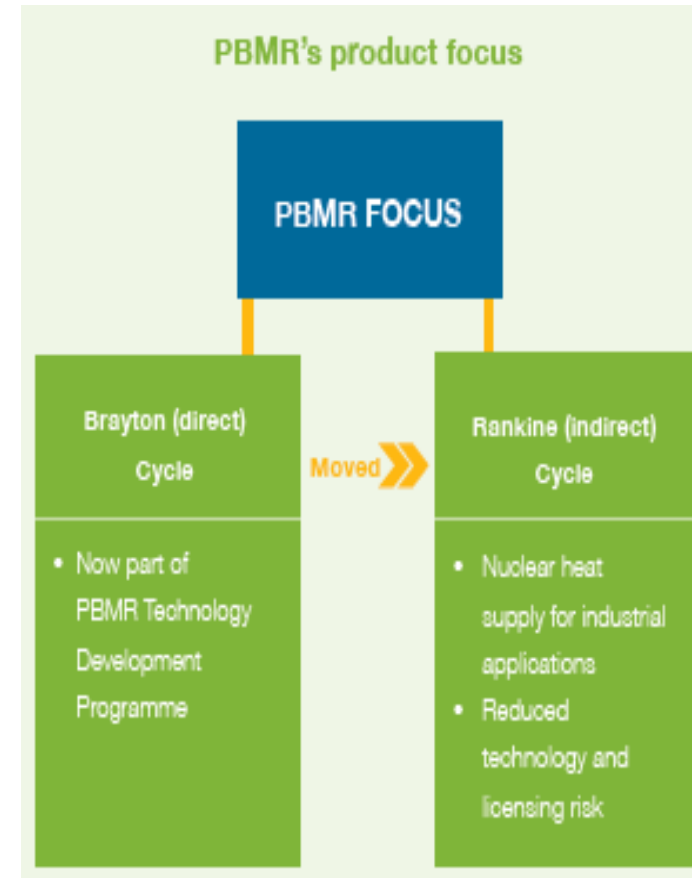 PBMR's product focus
PBMR FOCUS
Brayton (direct)
Cycle
• Now part of
PBMR Technology
Development
Programme
Moved
Rankine (indirect)
Cycle
• Nuclear heat
supply for industrial
applications
• Reduced
technology and
licensing risk